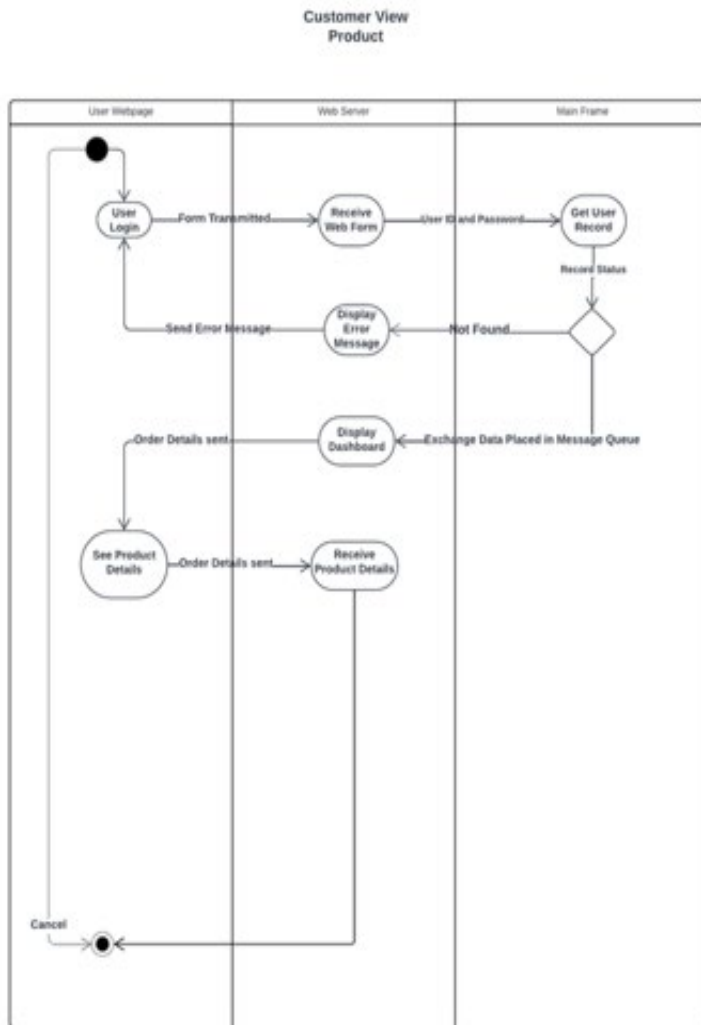 Customer View
Product
User Webpage
Web Server
Main Frame
User
Login
Form Transmitted
Receive
Web Form
User ID and Password
Get User
Record
Record Status
Send Error Message
Display
Error
Message
Not Found
Order Details sent
Display
Dashboard
Exchange Data Placed in Message Queue
See Product
Details
Order Details sent
Receive
Product Details
Cancel